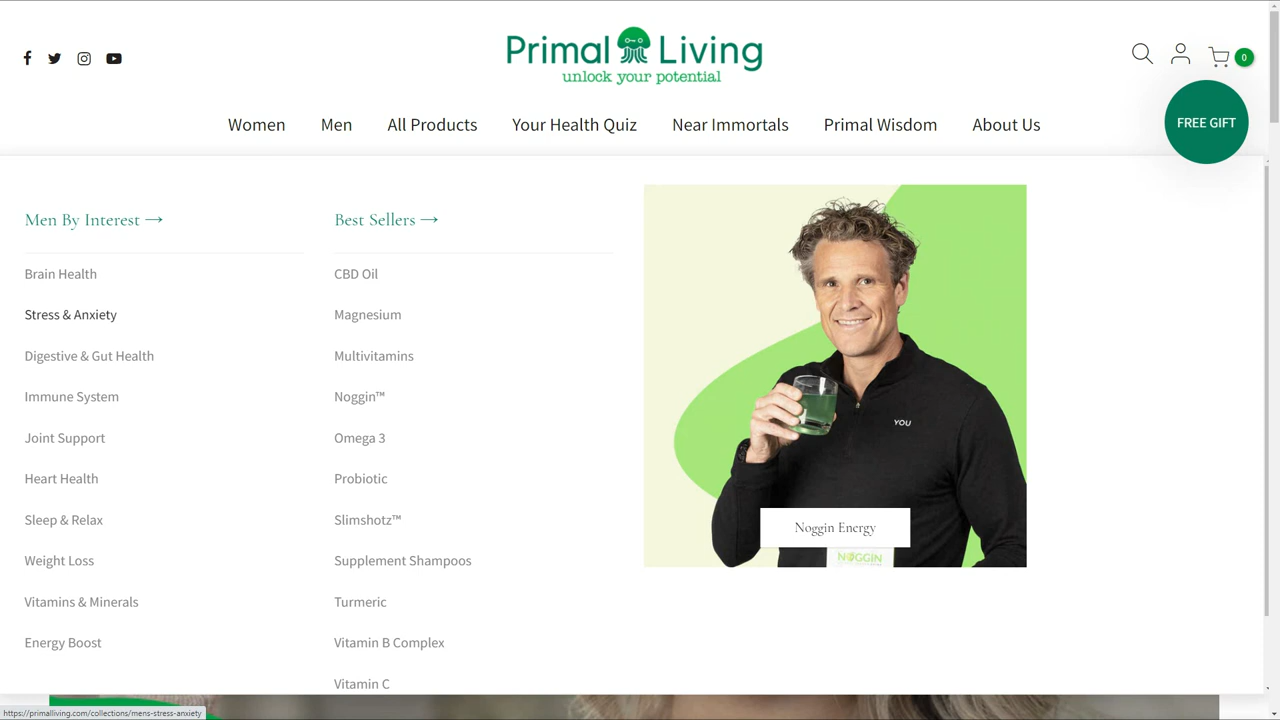 Primal Living
unlock your potential
0
Women
Men
All Products
Your Health Quiz
Near Immortals
Primal Wisdom
About Us
FREE GIFT
Men By Interest →
Brain Health
Stress & Anxiety
Digestive & Gut Health
Immune System
Joint Support
Heart Health
Sleep & Relax
Weight Loss
Vitamins & Minerals
Energy Boost
Best Sellers →
CBD Oil
Magnesium
Multivitamins
Noggin™
Omega 3
Probiotic
Slimshotz™
Supplement Shampoos
Turmeric
Vitamin B Complex
Vitamin C
YOU
Noggin Energy
NOGGIN
https://primalliving.com/collections/mens-stress-anxiety